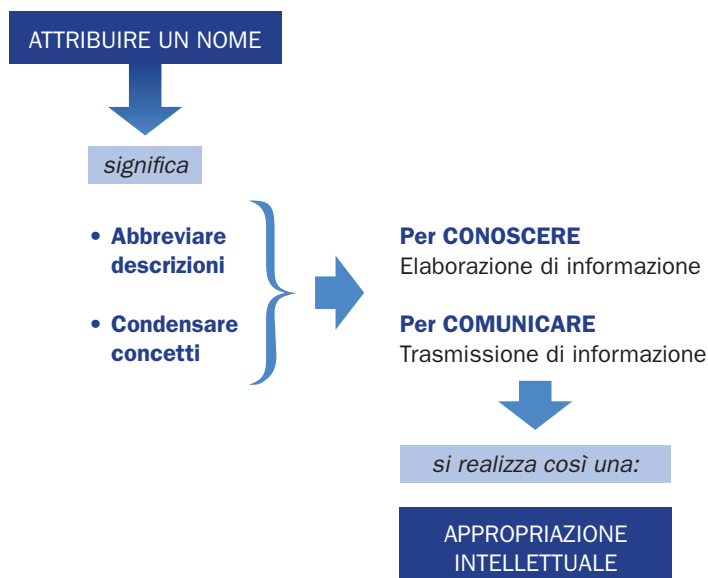 ATTRIBUIRE UN NOME
significa
• Abbreviare
descrizioni
• Condensare
concetti
Per CONOSCERE
Elaborazione di informazione
Per COMUNICARE
Trasmissione di informazione
si realizza così una:
APPROPRIAZIONE
INTELLETTUALE